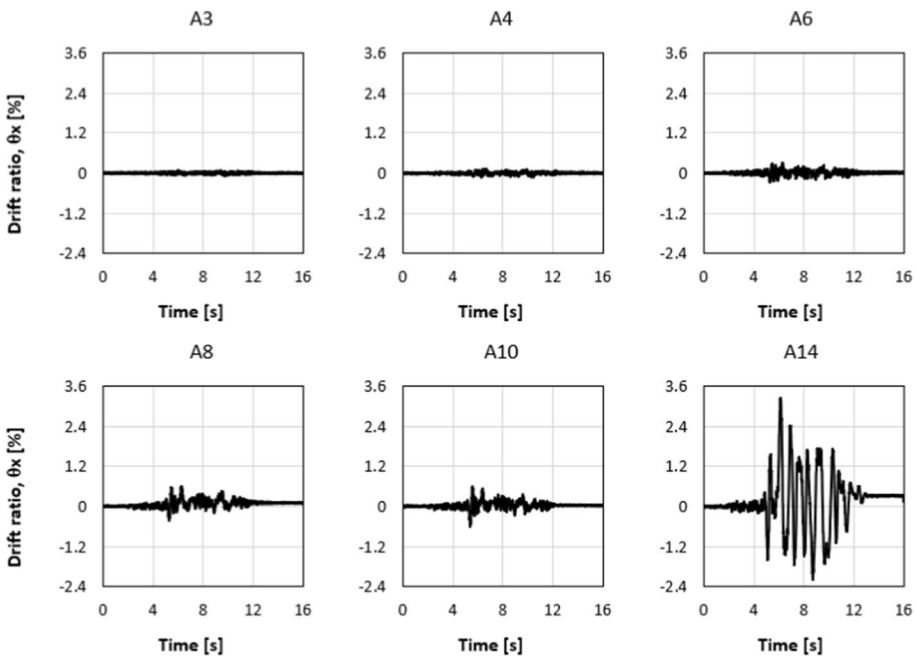 A3 A4 A6
Drift ratio, θx [%]
3.6 3.6 3.6
2.4 2.4 2.4
1.2 1.2 1.2
0 0 0
-1.2 -1.2 -1.2
-2.4 -2.4 -2.4
0 4 8 12 16 0 4 8 12 16 0 4 8 12 16
Time [s] Time [s] Time [s]
A8 A10 A14
Drift ratio, θx [%]
3.6 3.6 3.6
2.4 2.4 2.4
1.2 1.2 1.2
0 0 0
-1.2 -1.2 -1.2
-2.4 -2.4 -2.4
0 4 8 12 16 0 4 8 12 16 0 4 8 12 16
Time [s] Time [s] Time [s]